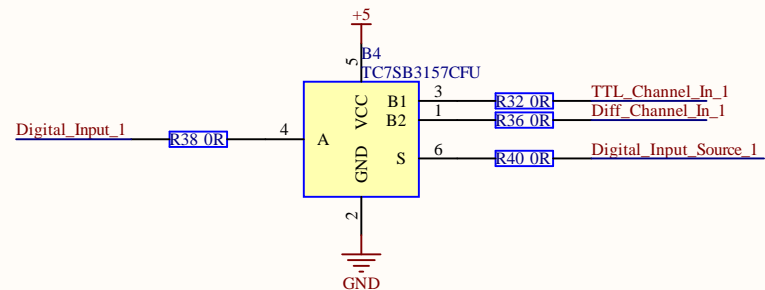 +5
B4
TC7SB3157CFU
5
VCC
3
B1
R32 0R
TTL_Channel_In_1
1
B2
R36 0R
Diff_Channel_In_1
Digital_Input_1
R38 0R
4
A
GND
S
6
R40 0R
Digital_Input_Source_1
2
GND